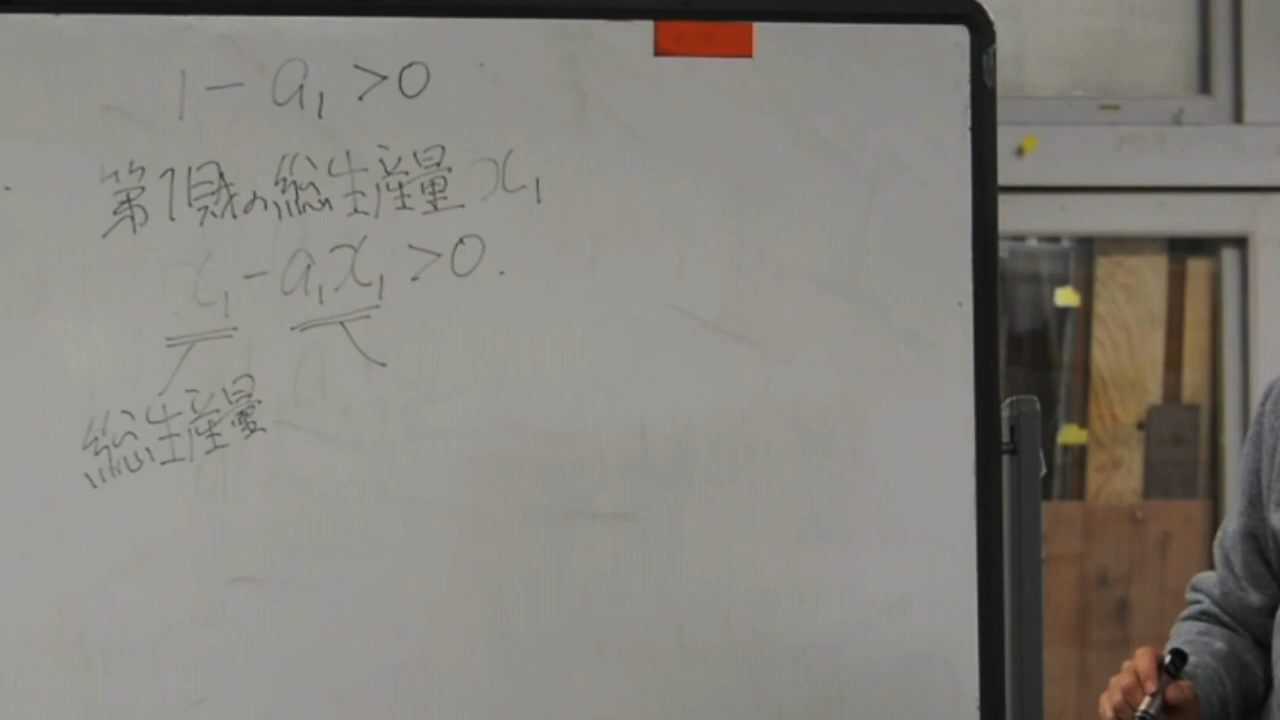 1 - a₁ > 0
第1財の総生産量 x₁
x₁ - a₁x₁ > 0.
総生産量